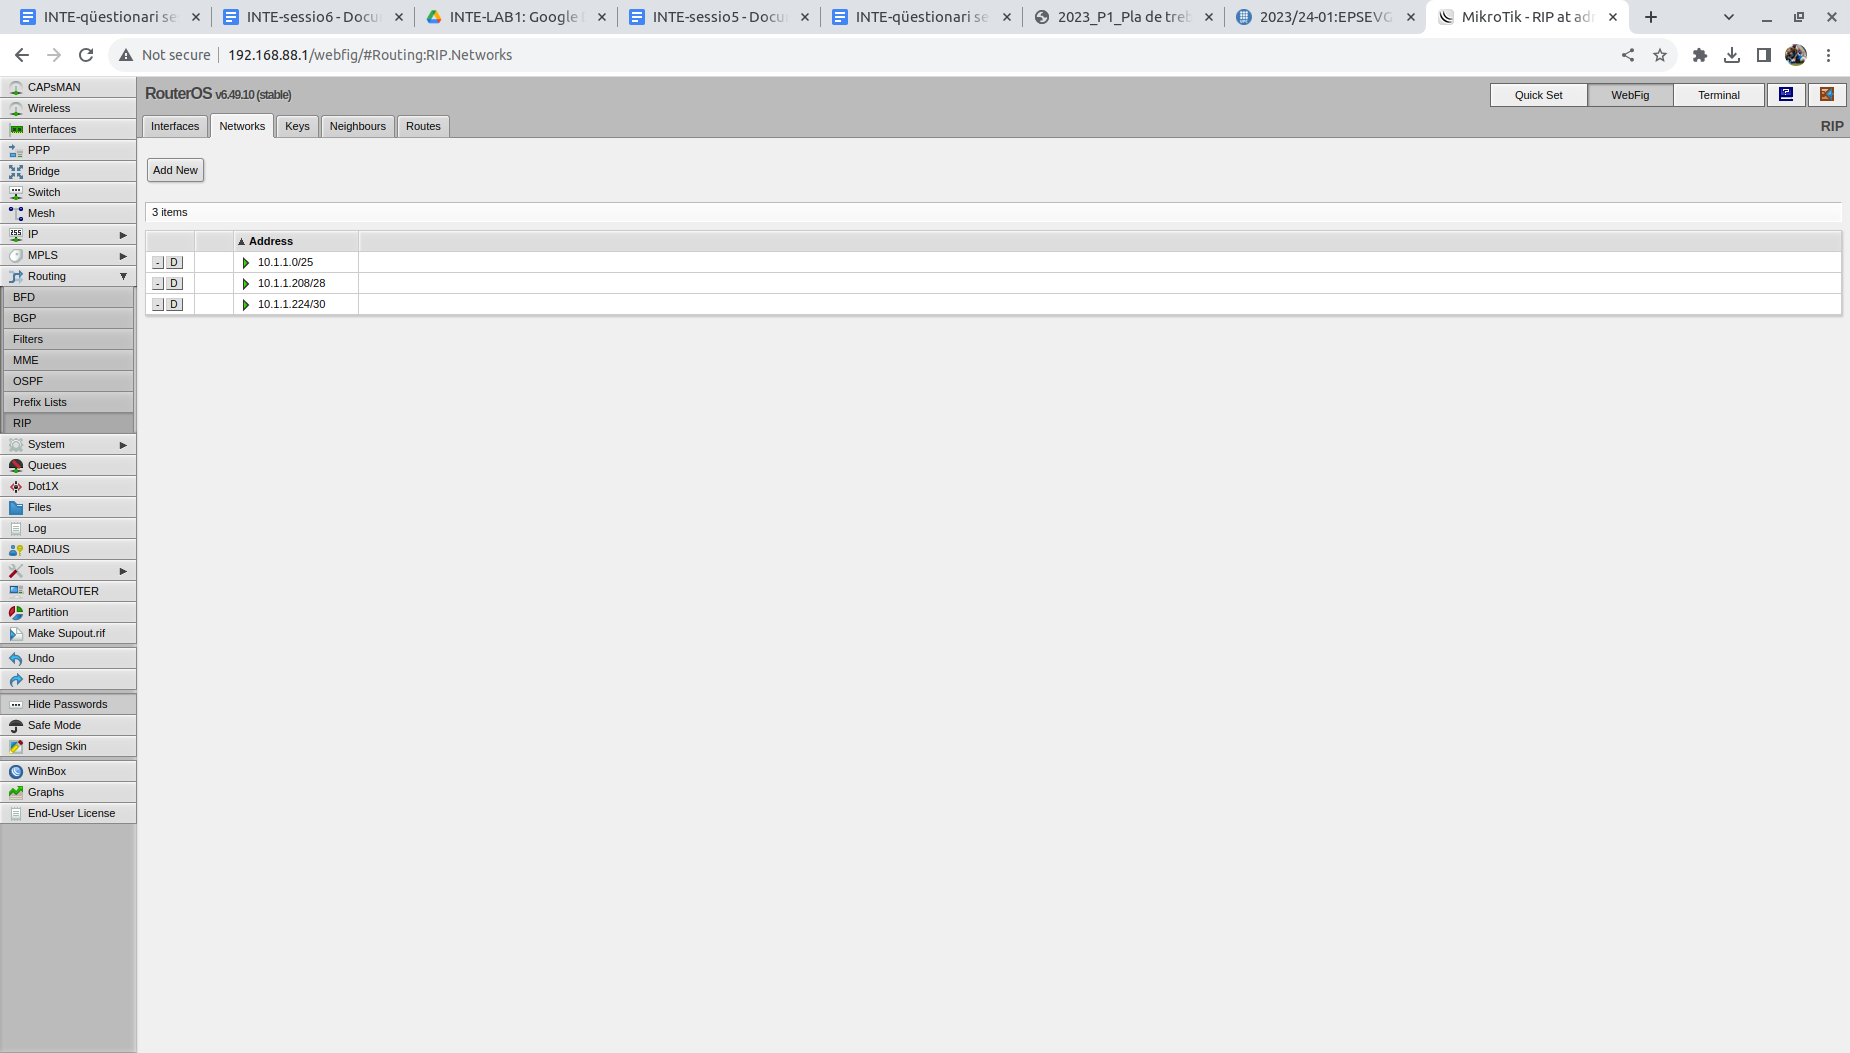 INTE-qüestionari se
INTE-sessio6 - Docu
INTE-LAB1: Google
INTE-sessio5 - Docu
INTE-qüestionari se
2023_P1_Pla de treb
2023/24-01:EPSEVG
MikroTik - RIP at adm
Not secure
192.168.88.1/webfig/#Routing:RIP.Networks
CAPsMAN
Wireless
Interfaces
PPP
Bridge
Switch
Mesh
IP
MPLS
Routing
BFD
BGP
Filters
MME
OSPF
Prefix Lists
RIP
System
Queues
Dot1X
Files
Log
RADIUS
Tools
MetaROUTER
Partition
Make Supout.rif
Undo
Redo
Hide Passwords
Safe Mode
Design Skin
WinBox
Graphs
End-User License
RouterOS v6.49.10 (stable)
Quick Set
WebFig
Terminal
Interfaces
Networks
Keys
Neighbours
Routes
RIP
Add New
3 items
Address
- D 10.1.1.0/25
- D 10.1.1.208/28
- D 10.1.1.224/30